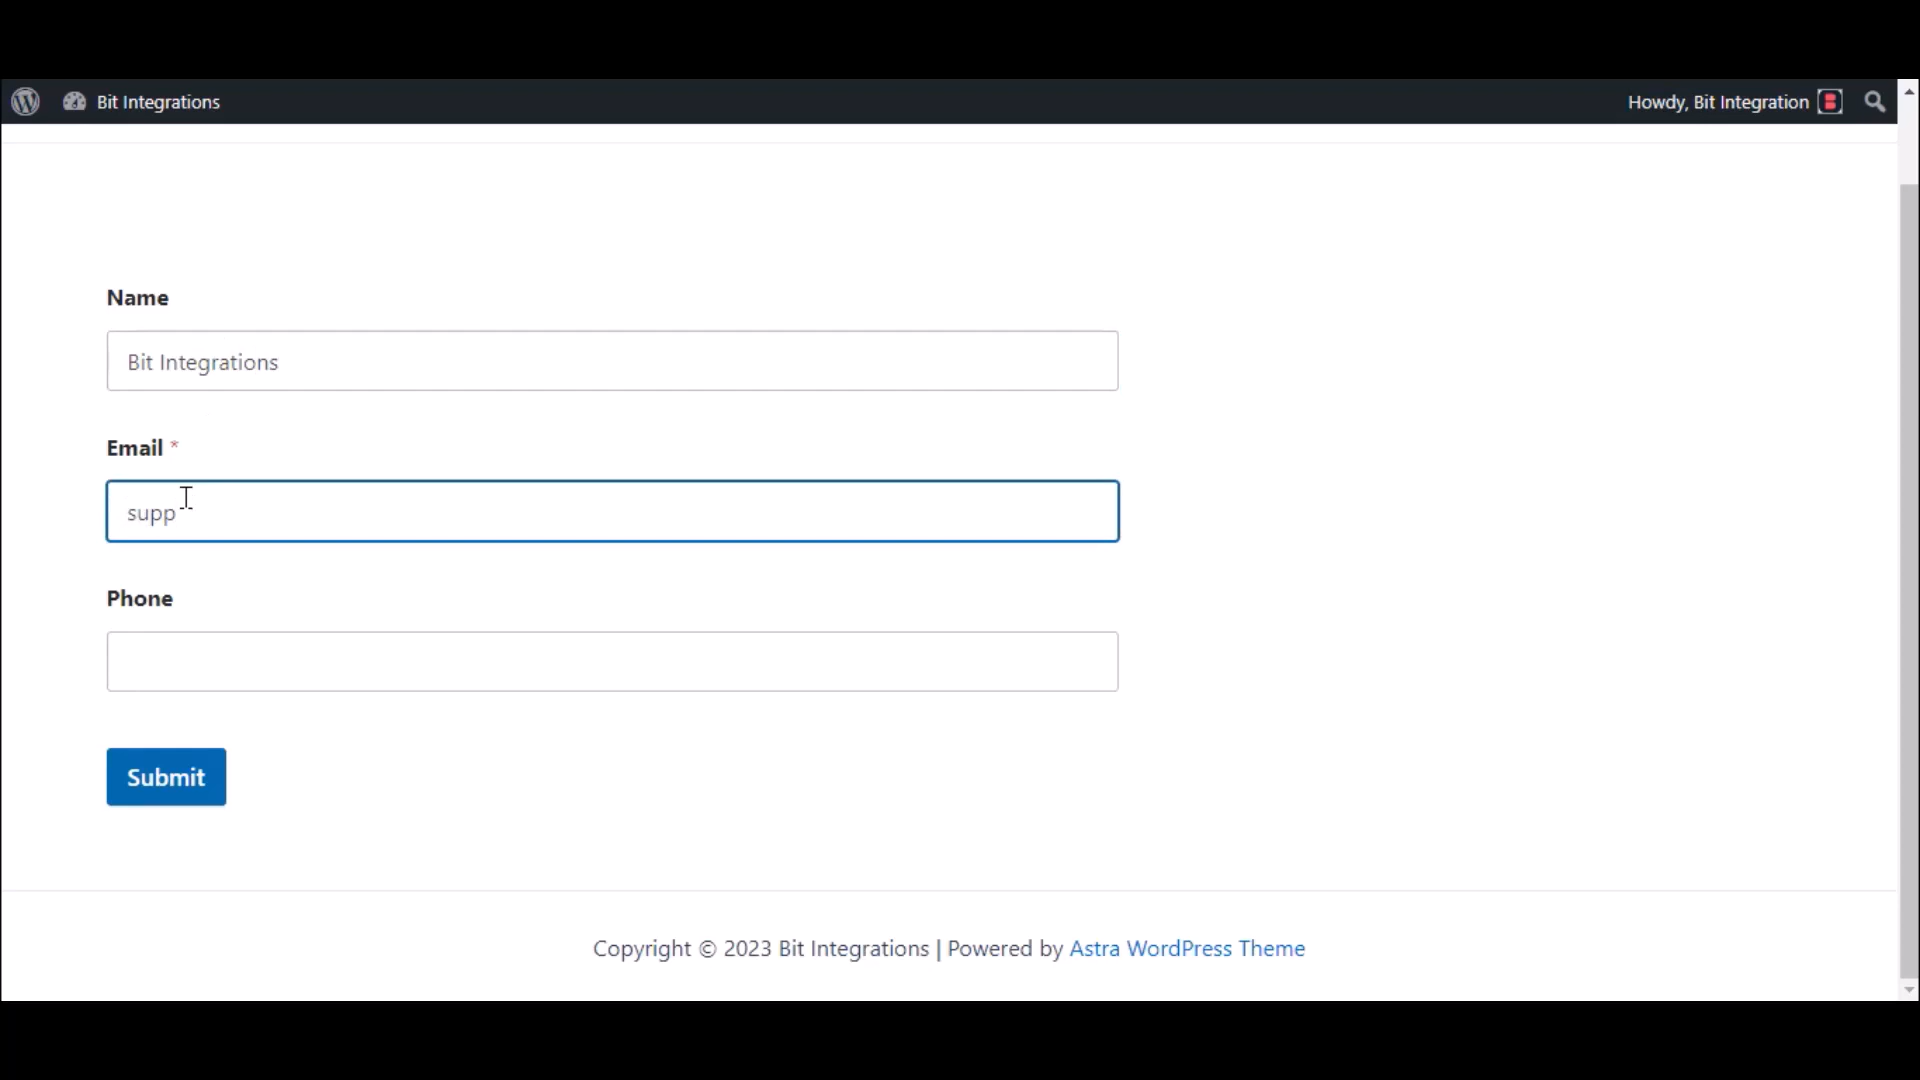 Bit Integrations
Howdy, Bit Integration
Name
Bit Integrations
Email *
supp
Phone
Submit
Copyright © 2023 Bit Integrations | Powered by Astra WordPress Theme